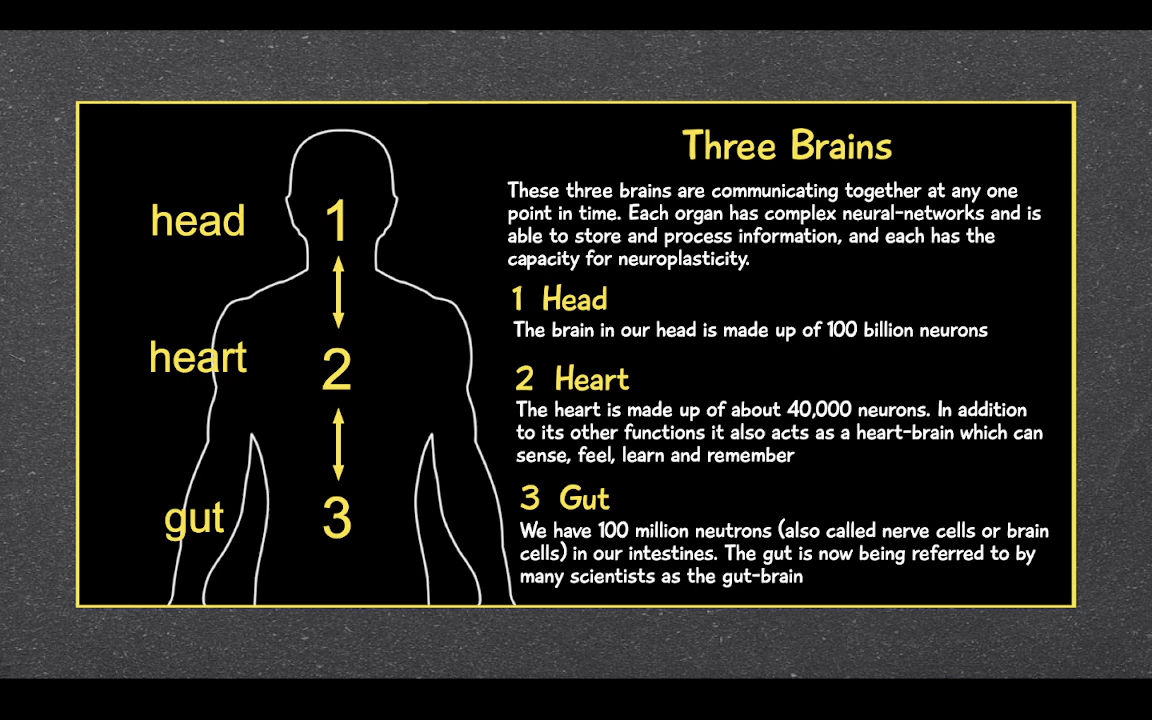 Three Brains
These three brains are communicating together at any one
point in time. Each organ has complex neural-networks and is
able to store and process information, and each has the
capacity for neuroplasticity.
head
1
1 Head
The brain in our head is made up of 100 billion neurons
heart
2
2 Heart
The heart is made up of about 40,000 neurons. In addition
to its other functions it also acts as a heart-brain which can
sense, feel, learn and remember
gut
3
3 Gut
We have 100 million neutrons (also called nerve cells or brain
cells) in our intestines. The gut is now being referred to by
many scientists as the gut-brain